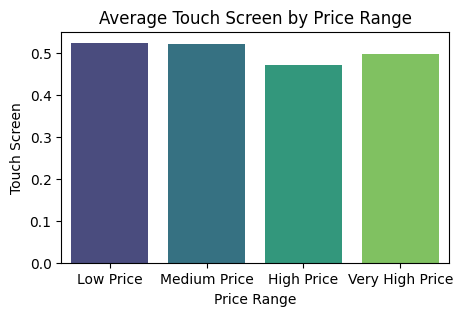 Average Touch Screen by Price Range
Touch Screen
0.5
0.4
0.3
0.2
0.1
0.0
Low Price Medium Price High Price Very High Price
Price Range